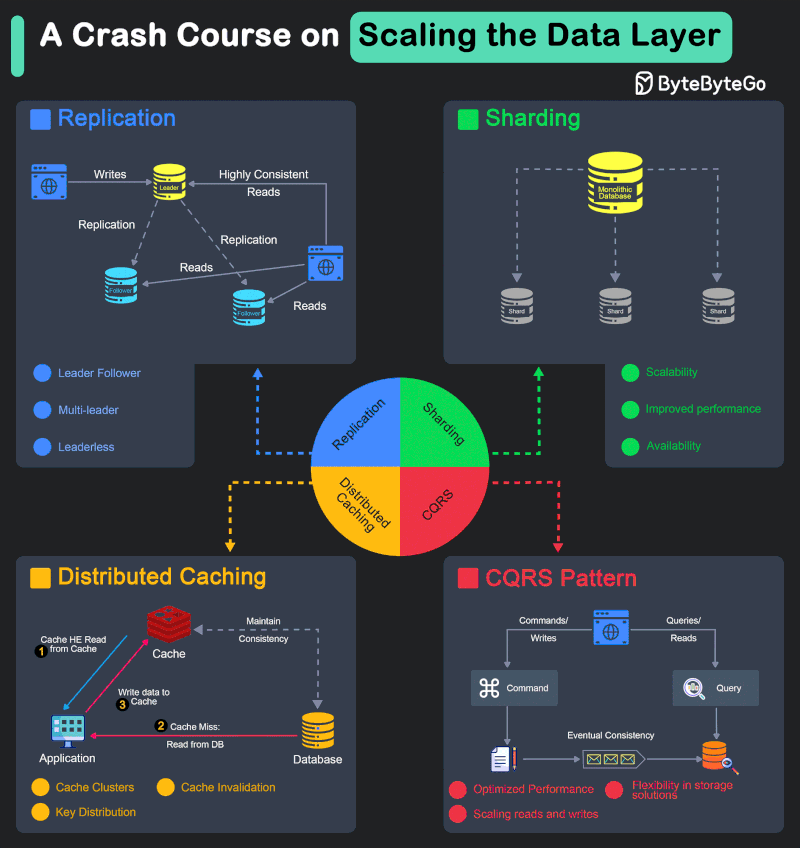 A Crash Course on Scaling the Data Layer
ByteByteGo
Replication
Writes
Leader
Highly Consistent
Reads
Replication
Replication
Reads
Follower
Follower
Reads
Leader Follower
Multi-leader
Leaderless
Sharding
Monolithic
Database
Shard
Shard
Shard
Scalability
Improved performance
Availability
Replication
Sharding
Distributed
Caching
CQRS
Distributed Caching
Cache HE Read
from Cache
1
Cache
Maintain
Consistency
Write data to
Cache
3
2 Cache Miss:
Read from DB
Application
Database
Cache Clusters
Cache Invalidation
Key Distribution
CQRS Pattern
Commands/
Writes
Queries/
Reads
Command
Query
Eventual Consistency
Optimized Performance
Flexibility in storage
solutions
Scaling reads and writes